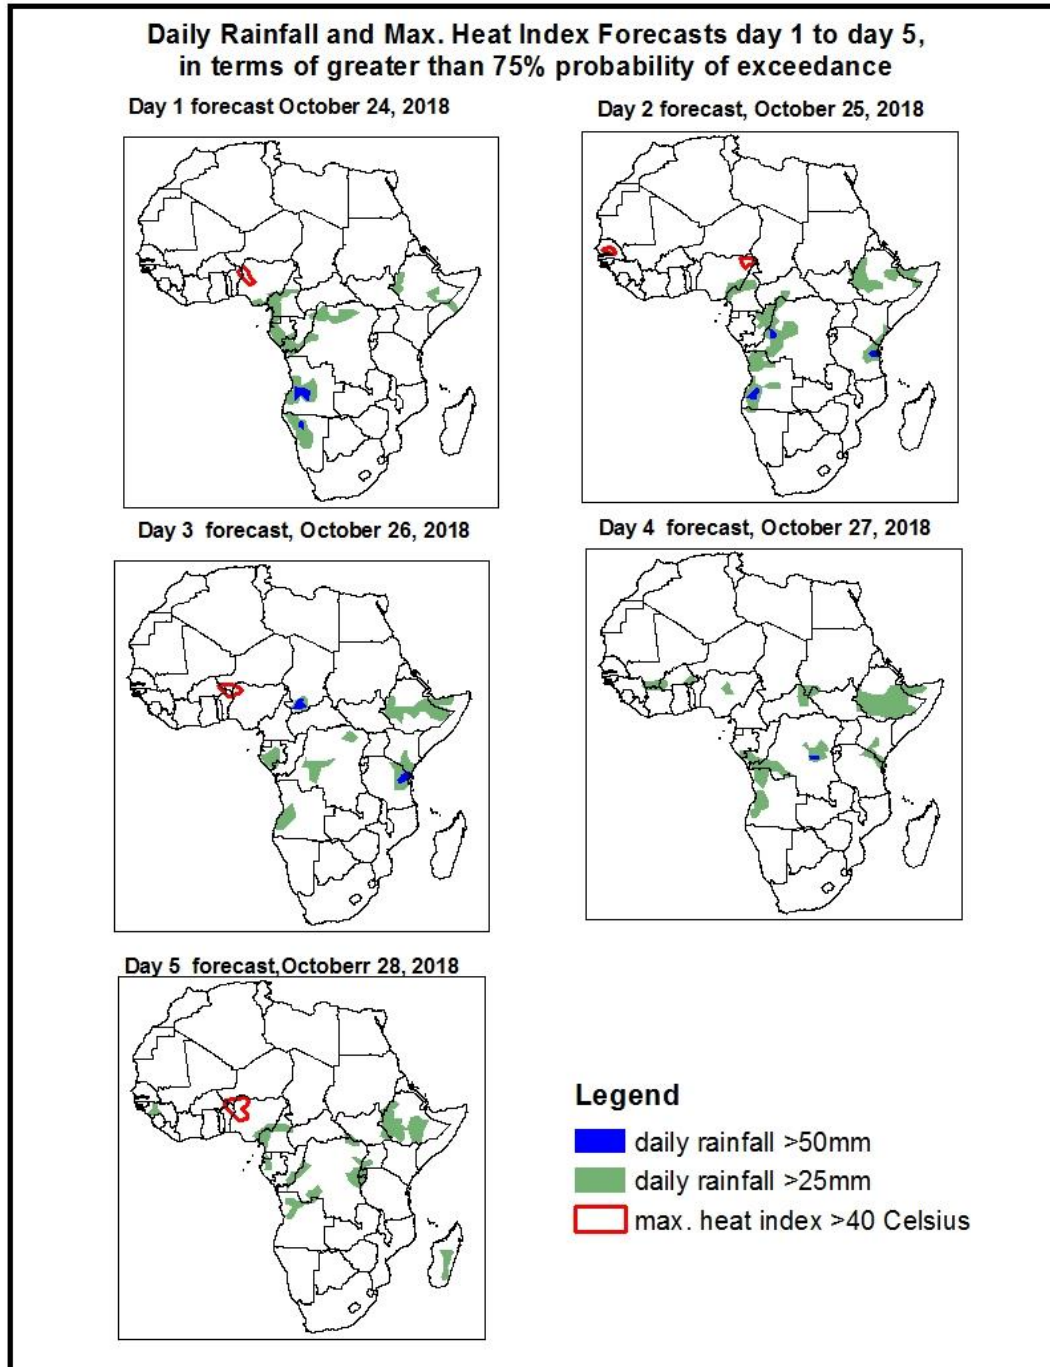 Daily Rainfall and Max. Heat Index Forecasts day 1 to day 5,
in terms of greater than 75% probability of exceedance
Day 1 forecast October 24, 2018
Day 2 forecast, October 25, 2018
Day 3 forecast, October 26, 2018
Day 4 forecast, October 27, 2018
Day 5 forecast,Octoberr 28, 2018
Legend
daily rainfall >50mm
daily rainfall >25mm
max. heat index >40 Celsius